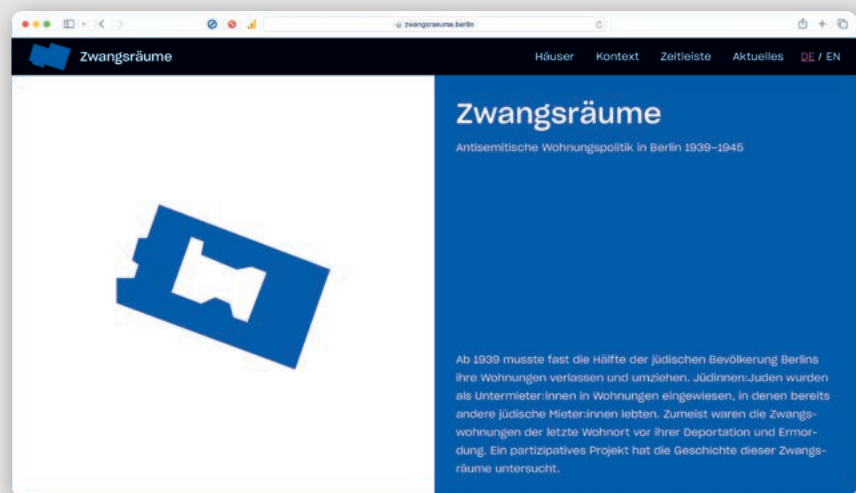 zwangsraeume.berlin
Zwangsräume
Häuser Kontext Zeitleiste Aktuelles DE / EN
Zwangsräume
Antisemitische Wohnungspolitik in Berlin 1939–1945
Ab 1939 musste fast die Hälfte der jüdischen Bevölkerung Berlins
ihre Wohnungen verlassen und umziehen. Jüdinnen:Juden wurden
als Untermieter:innen in Wohnungen eingewiesen, in denen bereits
andere jüdische Mieter:innen lebten. Zumeist waren die Zwangs-
wohnungen der letzte Wohnort vor ihrer Deportation und Ermor-
dung. Ein partizipatives Projekt hat die Geschichte dieser Zwangs-
räume untersucht.